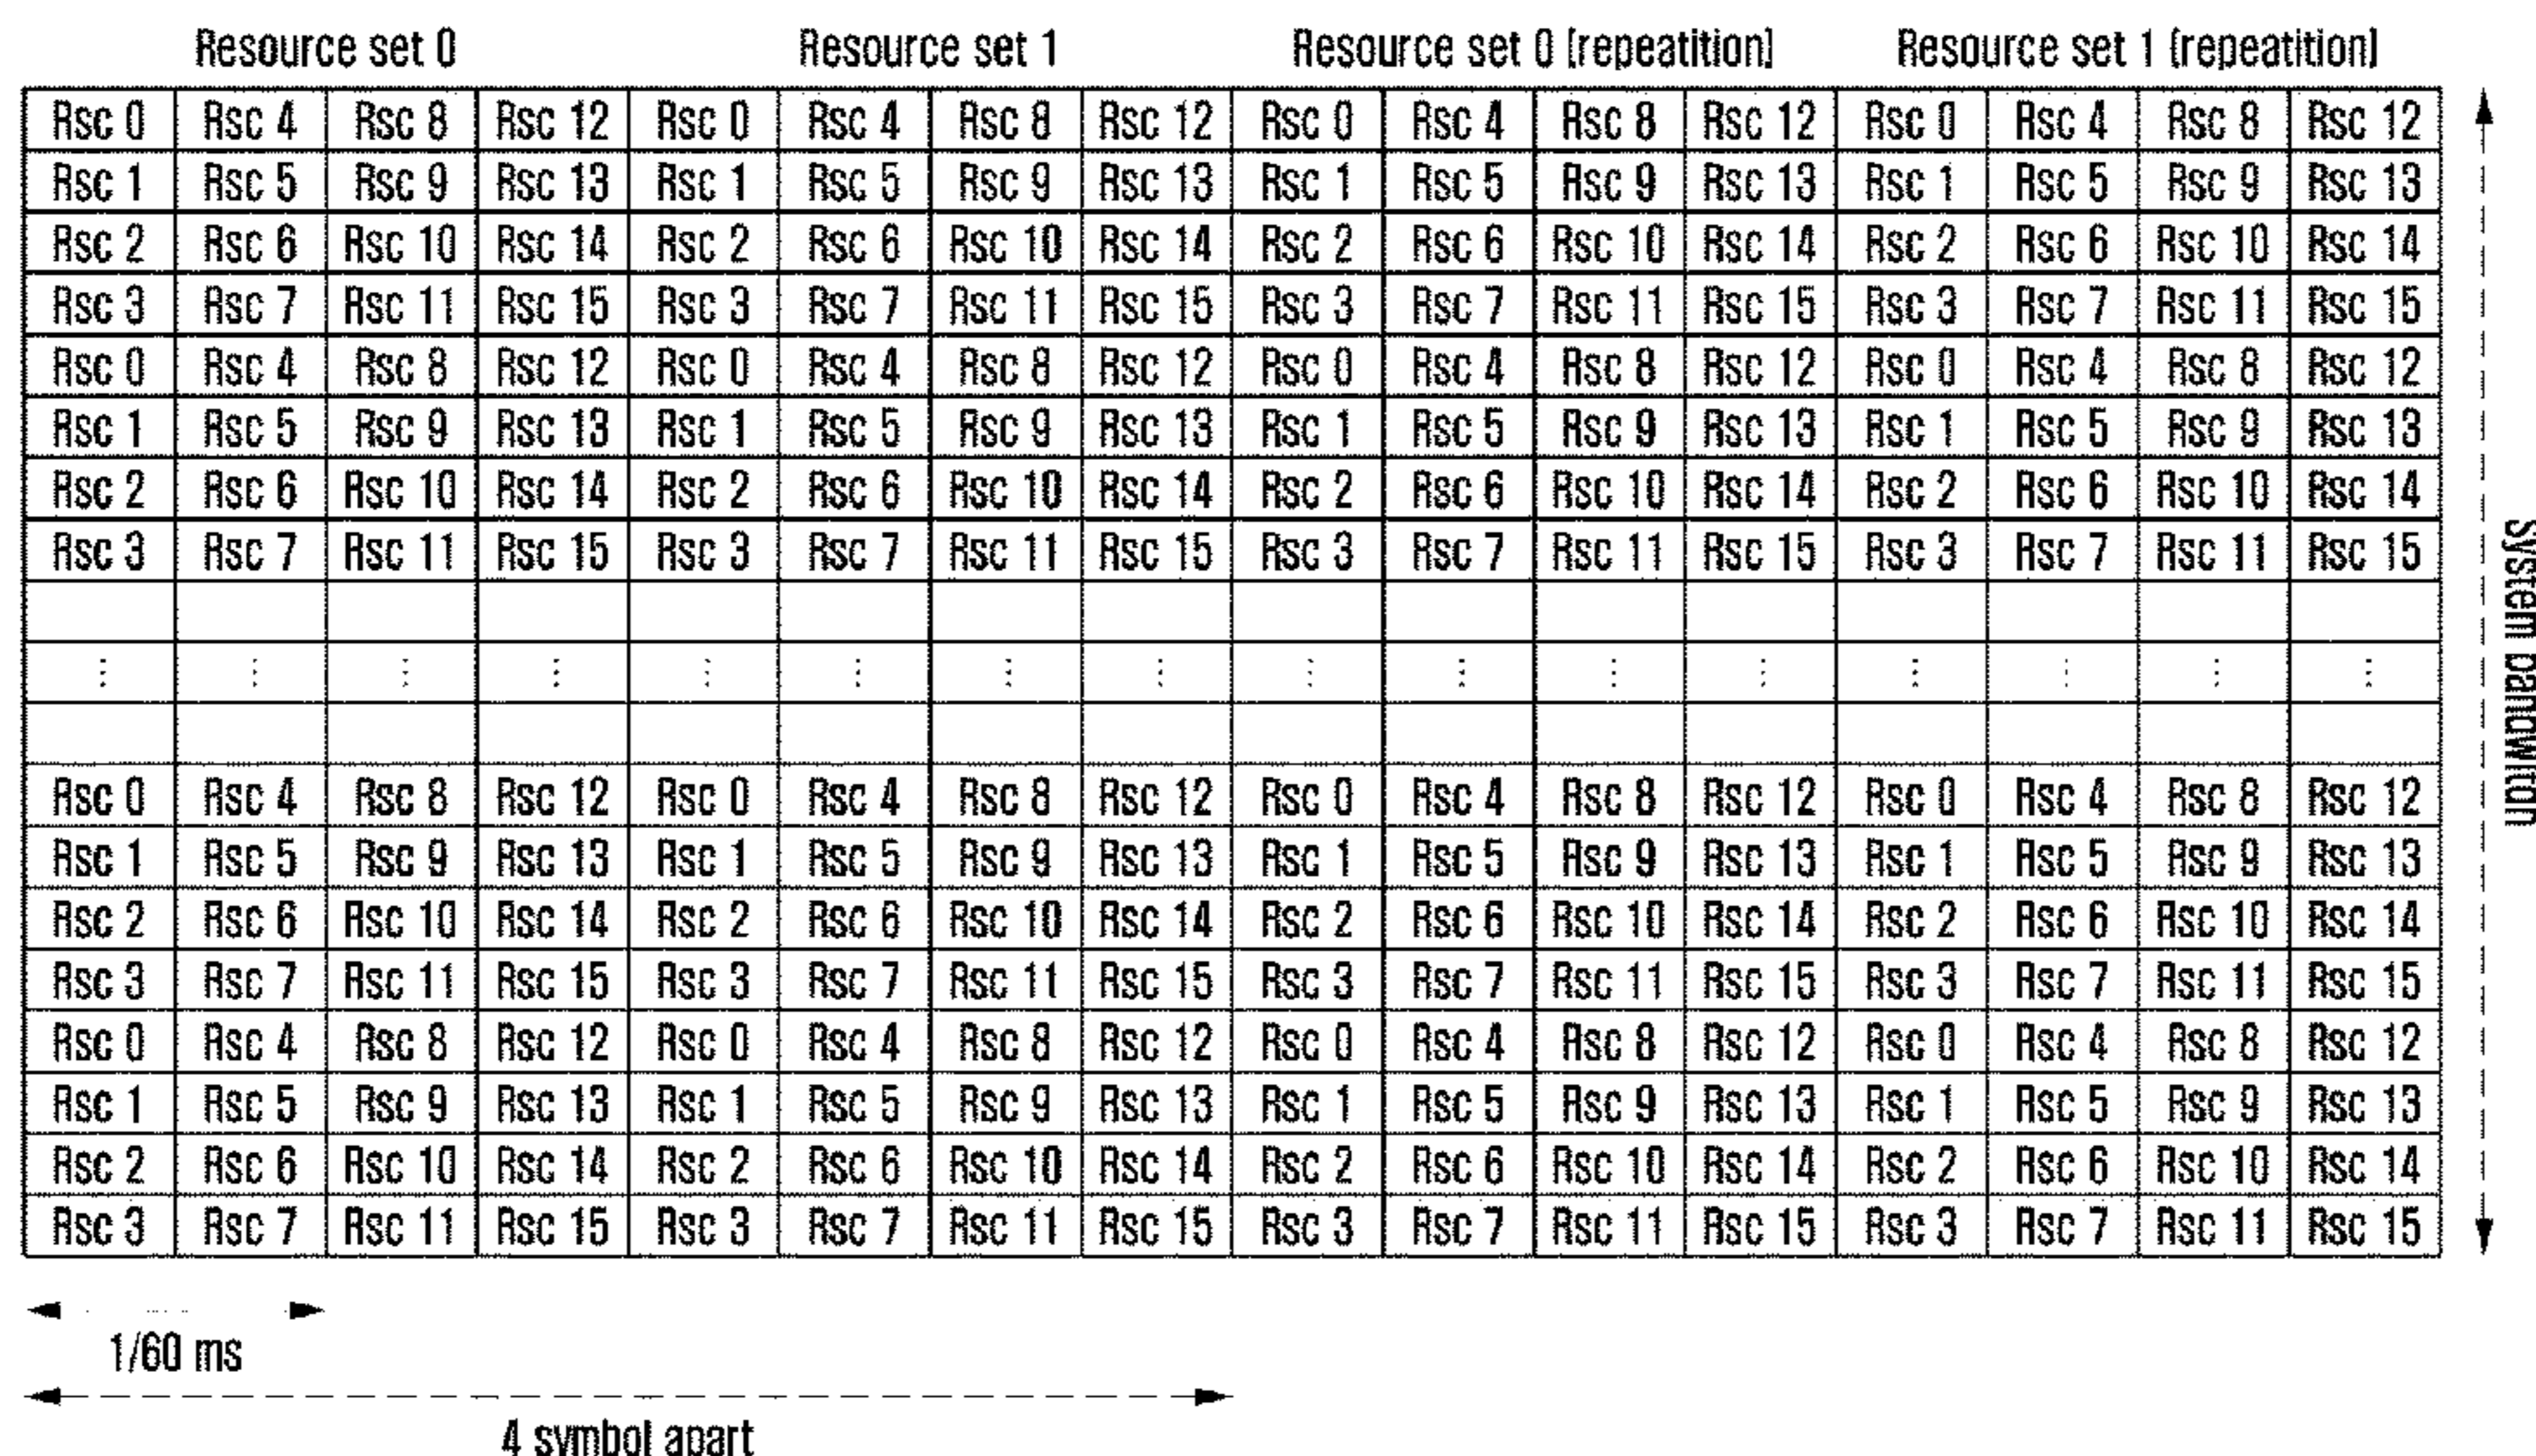 Resource set 0 Resource set 1 Resource set 0 (repeatition) Resource set 1 (repeatition)
Rsc 0 Rsc 4 Rsc 8 Rsc 12 Rsc 0 Rsc 4 Rsc 8 Rsc 12 Rsc 0 Rsc 4 Rsc 8 Rsc 12 Rsc 0 Rsc 4 Rsc 8 Rsc 12
Rsc 1 Rsc 5 Rsc 9 Rsc 13 Rsc 1 Rsc 5 Rsc 9 Rsc 13 Rsc 1 Rsc 5 Rsc 9 Rsc 13 Rsc 1 Rsc 5 Rsc 9 Rsc 13
Rsc 2 Rsc 6 Rsc 10 Rsc 14 Rsc 2 Rsc 6 Rsc 10 Rsc 14 Rsc 2 Rsc 6 Rsc 10 Rsc 14 Rsc 2 Rsc 6 Rsc 10 Rsc 14
Rsc 3 Rsc 7 Rsc 11 Rsc 15 Rsc 3 Rsc 7 Rsc 11 Rsc 15 Rsc 3 Rsc 7 Rsc 11 Rsc 15 Rsc 3 Rsc 7 Rsc 11 Rsc 15
Rsc 0 Rsc 4 Rsc 8 Rsc 12 Rsc 0 Rsc 4 Rsc 8 Rsc 12 Rsc 0 Rsc 4 Rsc 8 Rsc 12 Rsc 0 Rsc 4 Rsc 8 Rsc 12
Rsc 1 Rsc 5 Rsc 9 Rsc 13 Rsc 1 Rsc 5 Rsc 9 Rsc 13 Rsc 1 Rsc 5 Rsc 9 Rsc 13 Rsc 1 Rsc 5 Rsc 9 Rsc 13
Rsc 2 Rsc 6 Rsc 10 Rsc 14 Rsc 2 Rsc 6 Rsc 10 Rsc 14 Rsc 2 Rsc 6 Rsc 10 Rsc 14 Rsc 2 Rsc 6 Rsc 10 Rsc 14
Rsc 3 Rsc 7 Rsc 11 Rsc 15 Rsc 3 Rsc 7 Rsc 11 Rsc 15 Rsc 3 Rsc 7 Rsc 11 Rsc 15 Rsc 3 Rsc 7 Rsc 11 Rsc 15
⋮ ⋮ ⋮ ⋮ ⋮ ⋮ ⋮ ⋮ ⋮ ⋮ ⋮ ⋮ ⋮ ⋮ ⋮ ⋮
Rsc 0 Rsc 4 Rsc 8 Rsc 12 Rsc 0 Rsc 4 Rsc 8 Rsc 12 Rsc 0 Rsc 4 Rsc 8 Rsc 12 Rsc 0 Rsc 4 Rsc 8 Rsc 12
Rsc 1 Rsc 5 Rsc 9 Rsc 13 Rsc 1 Rsc 5 Rsc 9 Rsc 13 Rsc 1 Rsc 5 Rsc 9 Rsc 13 Rsc 1 Rsc 5 Rsc 9 Rsc 13
Rsc 2 Rsc 6 Rsc 10 Rsc 14 Rsc 2 Rsc 6 Rsc 10 Rsc 14 Rsc 2 Rsc 6 Rsc 10 Rsc 14 Rsc 2 Rsc 6 Rsc 10 Rsc 14
Rsc 3 Rsc 7 Rsc 11 Rsc 15 Rsc 3 Rsc 7 Rsc 11 Rsc 15 Rsc 3 Rsc 7 Rsc 11 Rsc 15 Rsc 3 Rsc 7 Rsc 11 Rsc 15
Rsc 0 Rsc 4 Rsc 8 Rsc 12 Rsc 0 Rsc 4 Rsc 8 Rsc 12 Rsc 0 Rsc 4 Rsc 8 Rsc 12 Rsc 0 Rsc 4 Rsc 8 Rsc 12
Rsc 1 Rsc 5 Rsc 9 Rsc 13 Rsc 1 Rsc 5 Rsc 9 Rsc 13 Rsc 1 Rsc 5 Rsc 9 Rsc 13 Rsc 1 Rsc 5 Rsc 9 Rsc 13
Rsc 2 Rsc 6 Rsc 10 Rsc 14 Rsc 2 Rsc 6 Rsc 10 Rsc 14 Rsc 2 Rsc 6 Rsc 10 Rsc 14 Rsc 2 Rsc 6 Rsc 10 Rsc 14
Rsc 3 Rsc 7 Rsc 11 Rsc 15 Rsc 3 Rsc 7 Rsc 11 Rsc 15 Rsc 3 Rsc 7 Rsc 11 Rsc 15 Rsc 3 Rsc 7 Rsc 11 Rsc 15
System bandwitdh
1/60 ms
4 symbol apart